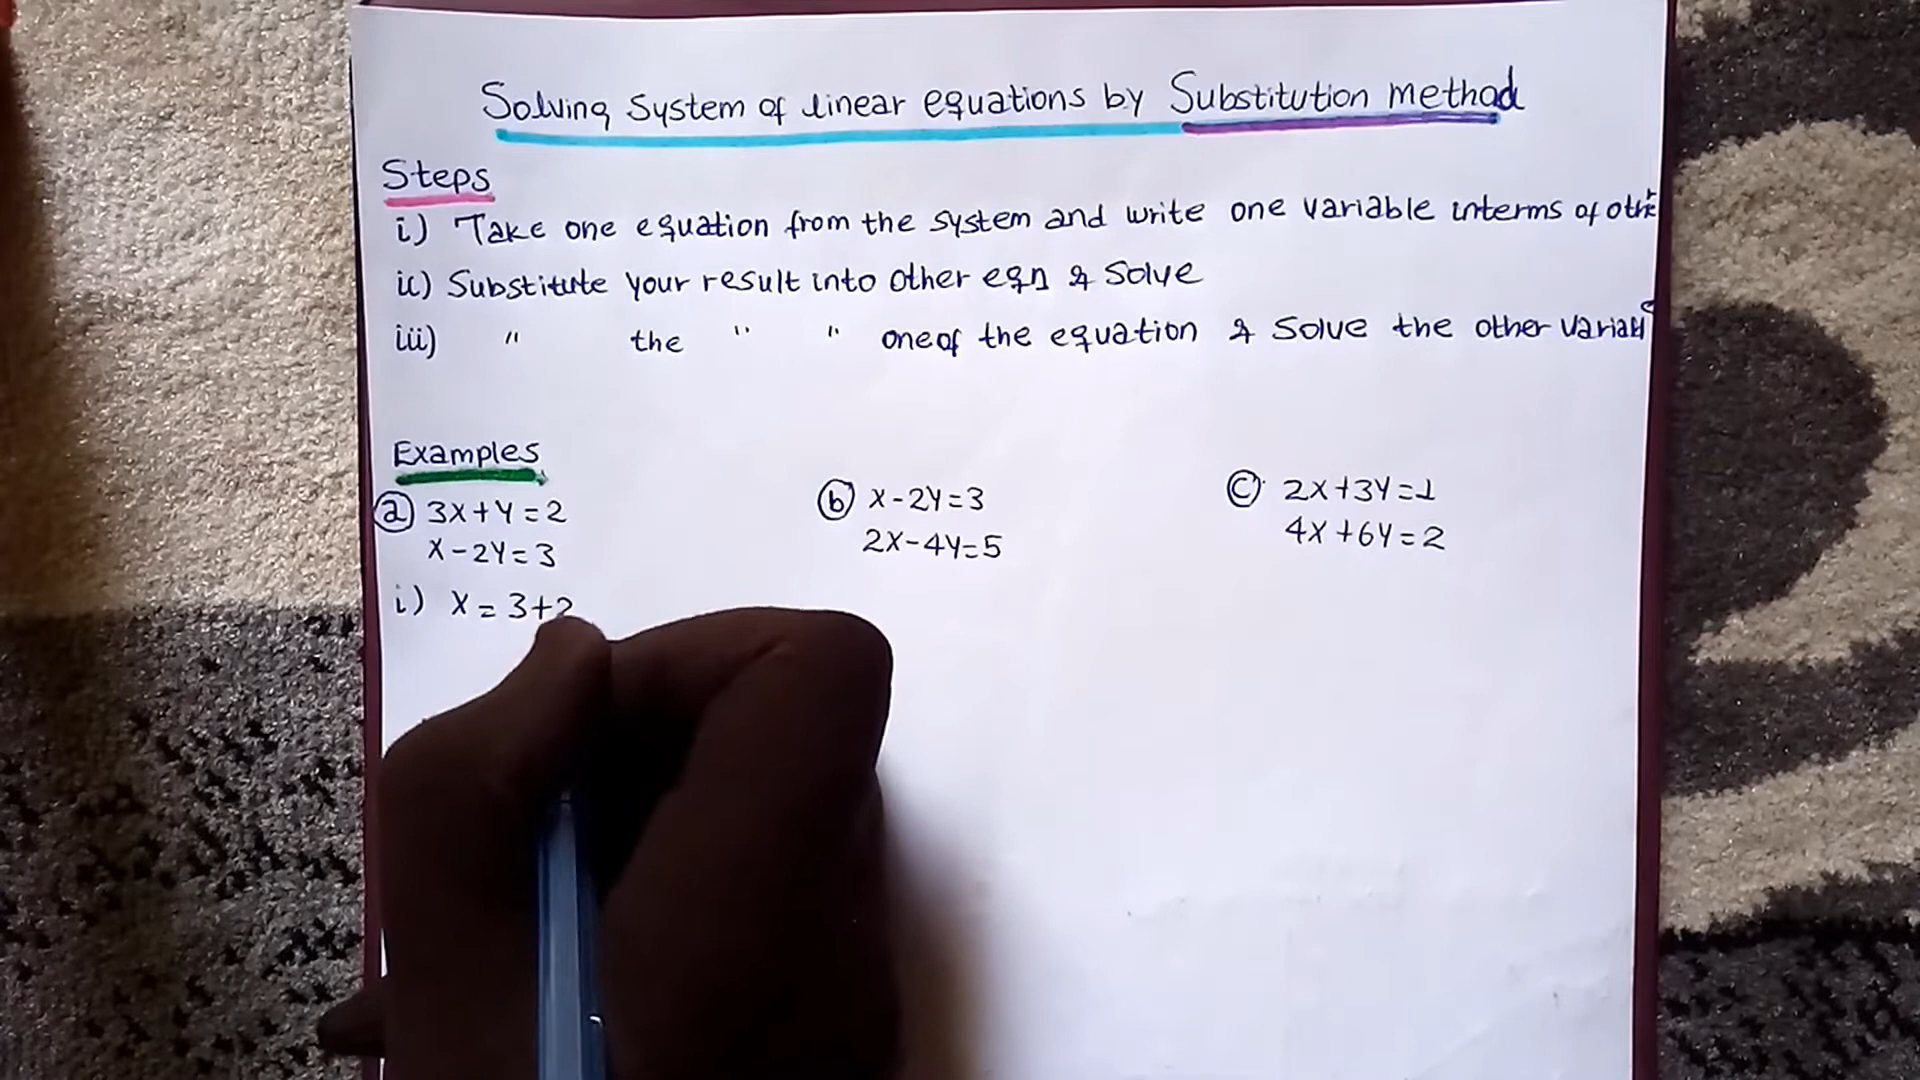 Solving System of linear equations by Substitution method
Steps
i) Take one equation from the system and write one variable interms of
ii) Substitute your result into other eqn & Solve
iii) " the " " one of the equation & Solve the other
Examples
(a) 3x+y=2
x-2y=3
i) x=3+2
(b) x-2y=3
2x-4y=5
(c) 2x+3y=1
4x+6y=2